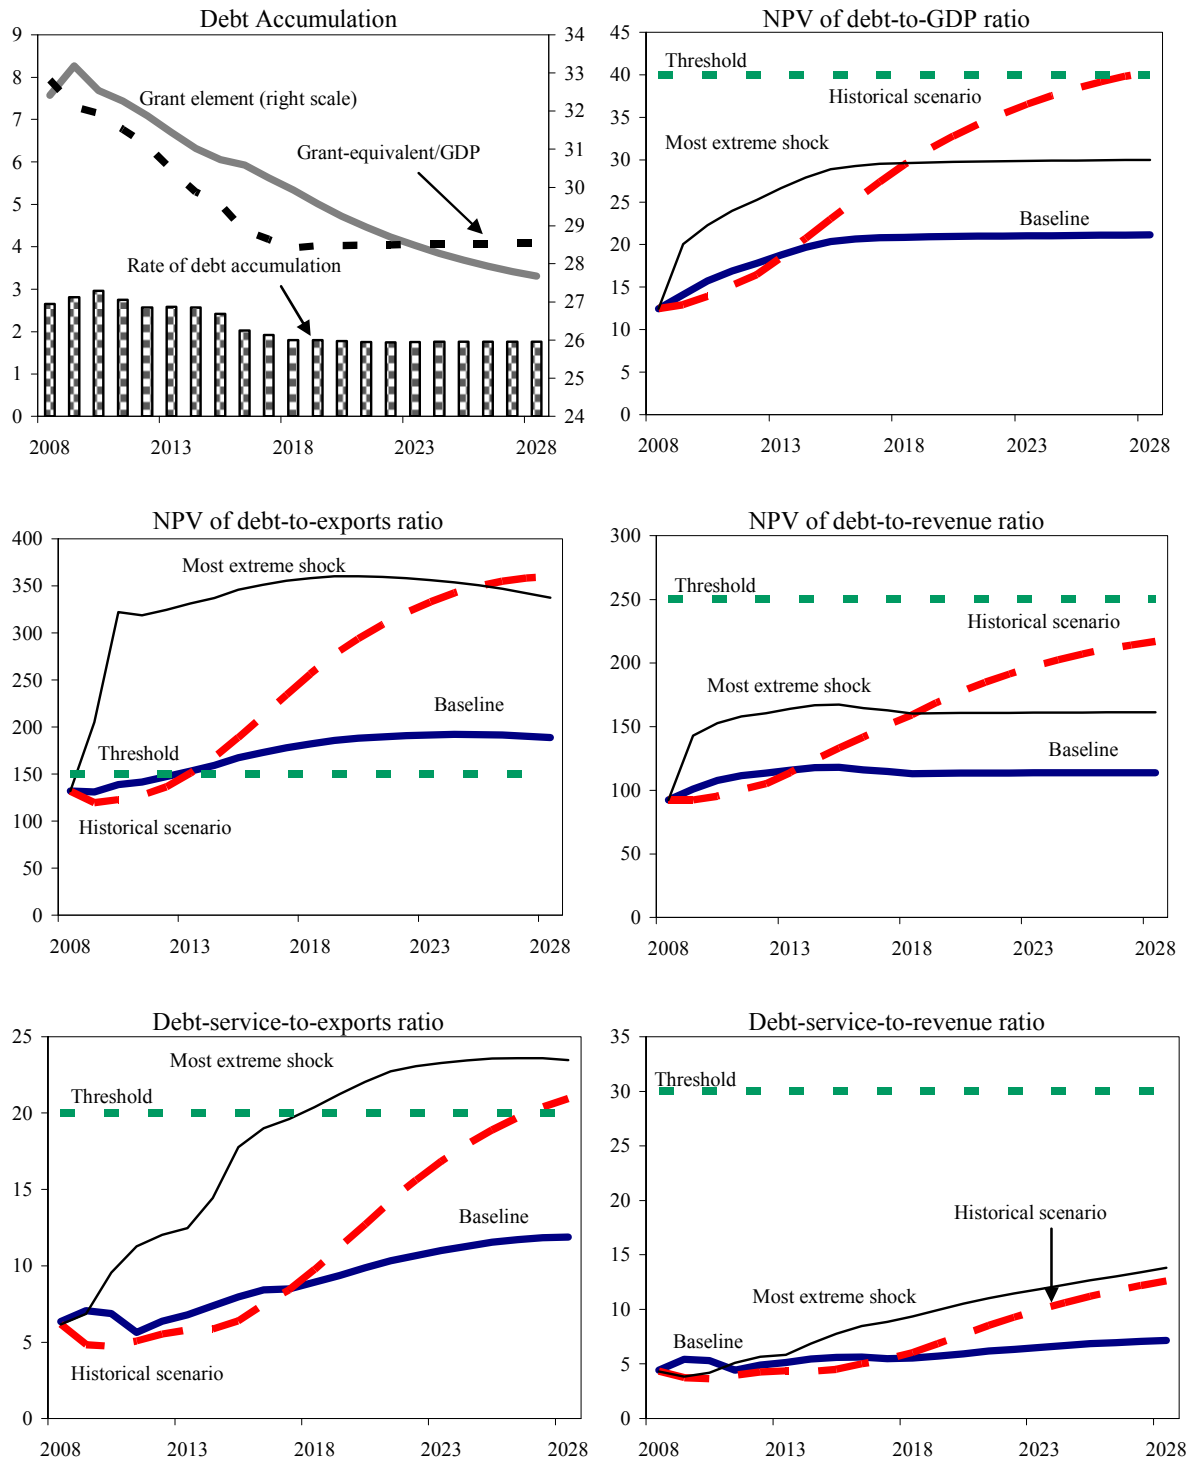 Debt Accumulation
9
8
7
6
5
4
3
2
1
0
34
33
32
31
30
29
28
27
26
25
24
Grant element (right scale)
Grant-equivalent/GDP
Rate of debt accumulation
2008 2013 2018 2023 2028
NPV of debt-to-GDP ratio
45
40
35
30
25
20
15
10
5
0
Threshold
Historical scenario
Most extreme shock
Baseline
2008 2013 2018 2023 2028
NPV of debt-to-exports ratio
400
350
300
250
200
150
100
50
0
Most extreme shock
Baseline
Threshold
Historical scenario
2008 2013 2018 2023 2028
NPV of debt-to-revenue ratio
300
250
200
150
100
50
0
Threshold
Historical scenario
Most extreme shock
Baseline
2008 2013 2018 2023 2028
Debt-service-to-exports ratio
25
20
15
10
5
0
Most extreme shock
Threshold
Baseline
Historical scenario
2008 2013 2018 2023 2028
Debt-service-to-revenue ratio
35
30
25
20
15
10
5
0
Threshold
Historical scenario
Most extreme shock
Baseline
2008 2013 2018 2023 2028